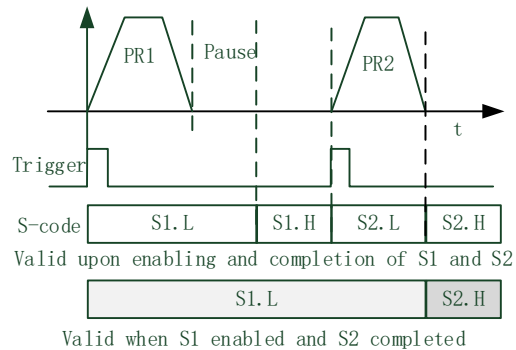 PR1
Pause
PR2
t
Trigger
S-code S1.L S1.H S2.L S2.H
Valid upon enabling and completion of S1 and S2
S1.L S2.H
Valid when S1 enabled and S2 completed